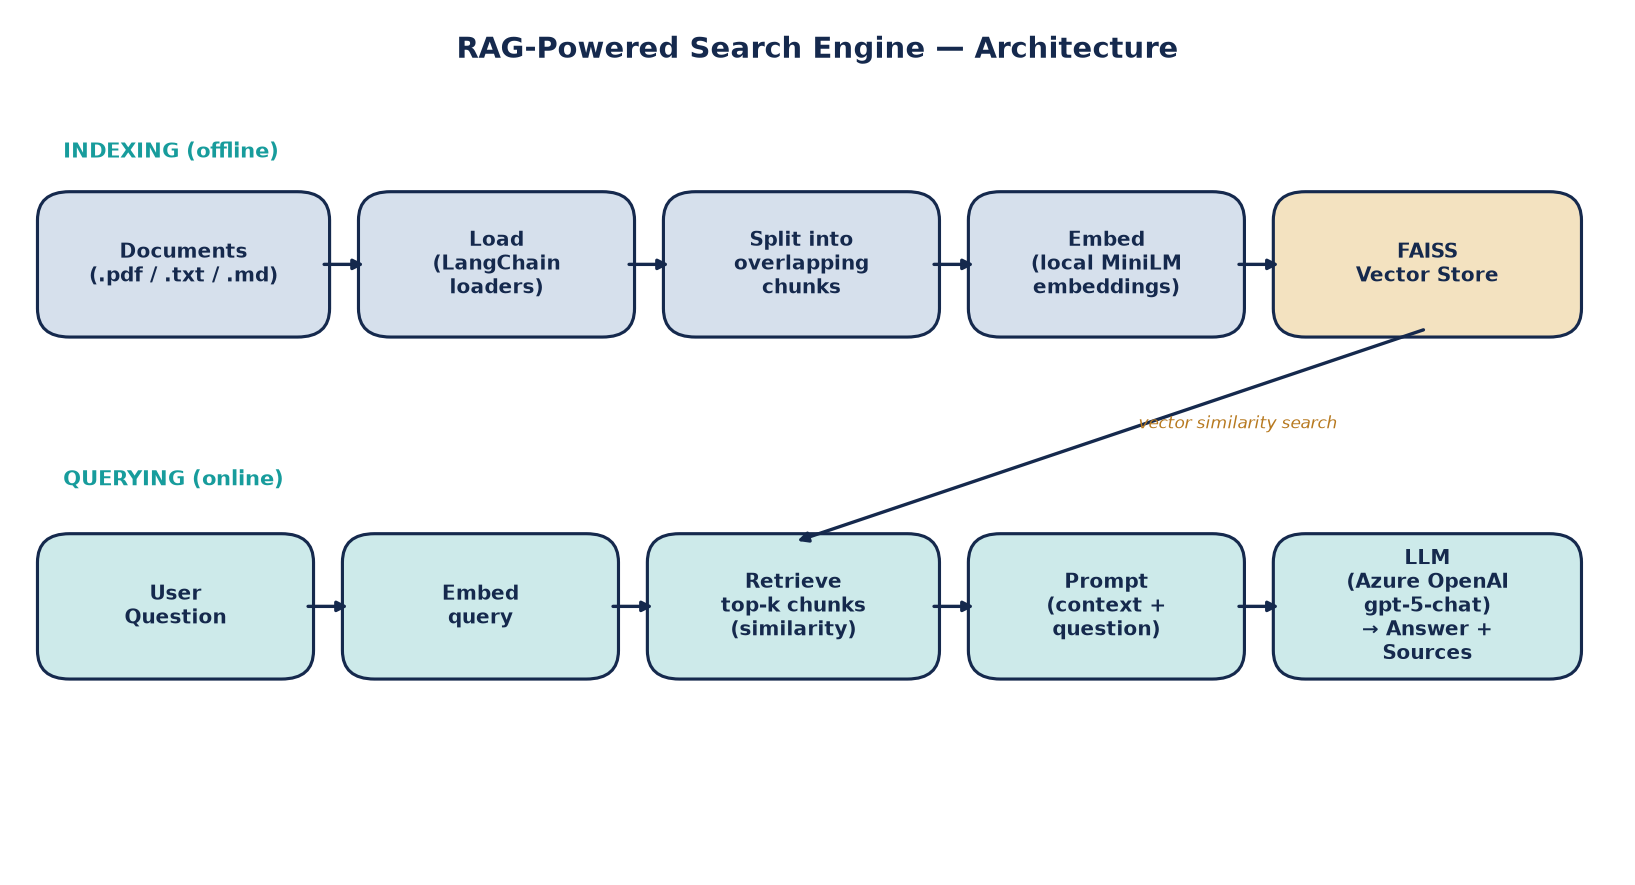 RAG-Powered Search Engine — Architecture
INDEXING (offline)
Documents
(.pdf / .txt / .md)
Load
(LangChain
loaders)
Split into
overlapping
chunks
Embed
(local MiniLM
embeddings)
FAISS
Vector Store
vector similarity search
QUERYING (online)
User
Question
Embed
query
Retrieve
top-k chunks
(similarity)
Prompt
(context +
question)
LLM
(Azure OpenAI
gpt-5-chat)
→ Answer +
Sources